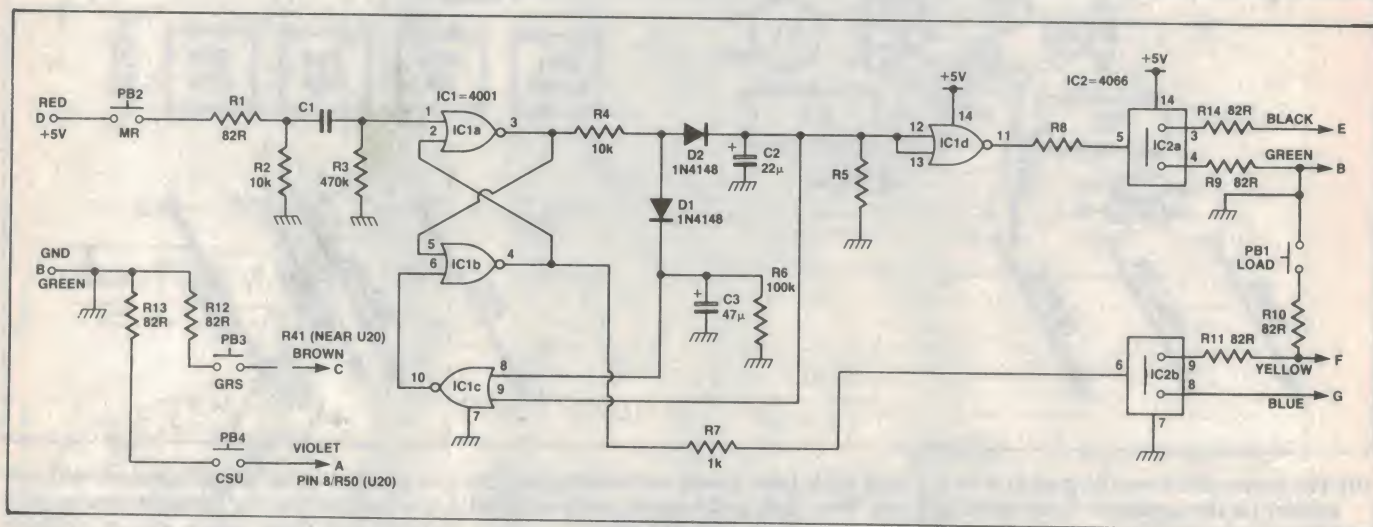 RED
D
+5V
PB2
MR
R1
82R
R2
10k
C1
R3
470k
IC1=4001
1
2
IC1a
3
R4
10k
D2
1N4148
C2
22µ
+
D1
1N4148
5
6
IC1b
4
C3
47µ
+
R6
100k
R5
10
IC1c
8
9
7
R7
1k
+5V
14
12
13
IC1d
11
R8
IC2=4066
+5V
14
5
IC2a
3
4
R14 82R
BLACK
E
GREEN
B
R9 82R
PB1
LOAD
R10
82R
R11 82R
6
IC2b
9
8
7
F
YELLOW
G
BLUE
GND
B
GREEN
R13
82R
R12
82R
PB3
GRS
R41 (NEAR U20)
BROWN
C
PB4
CSU
VIOLET
A
PIN 8/R50 (U20)